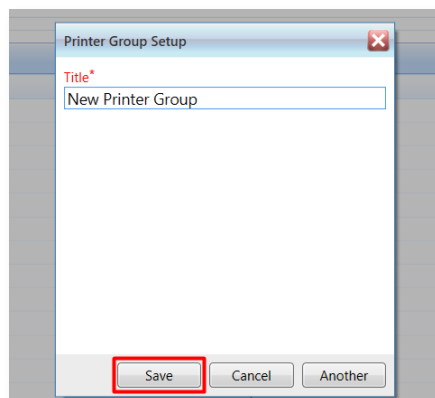 Printer Group Setup
Title*
New Printer Group
Save Cancel Another